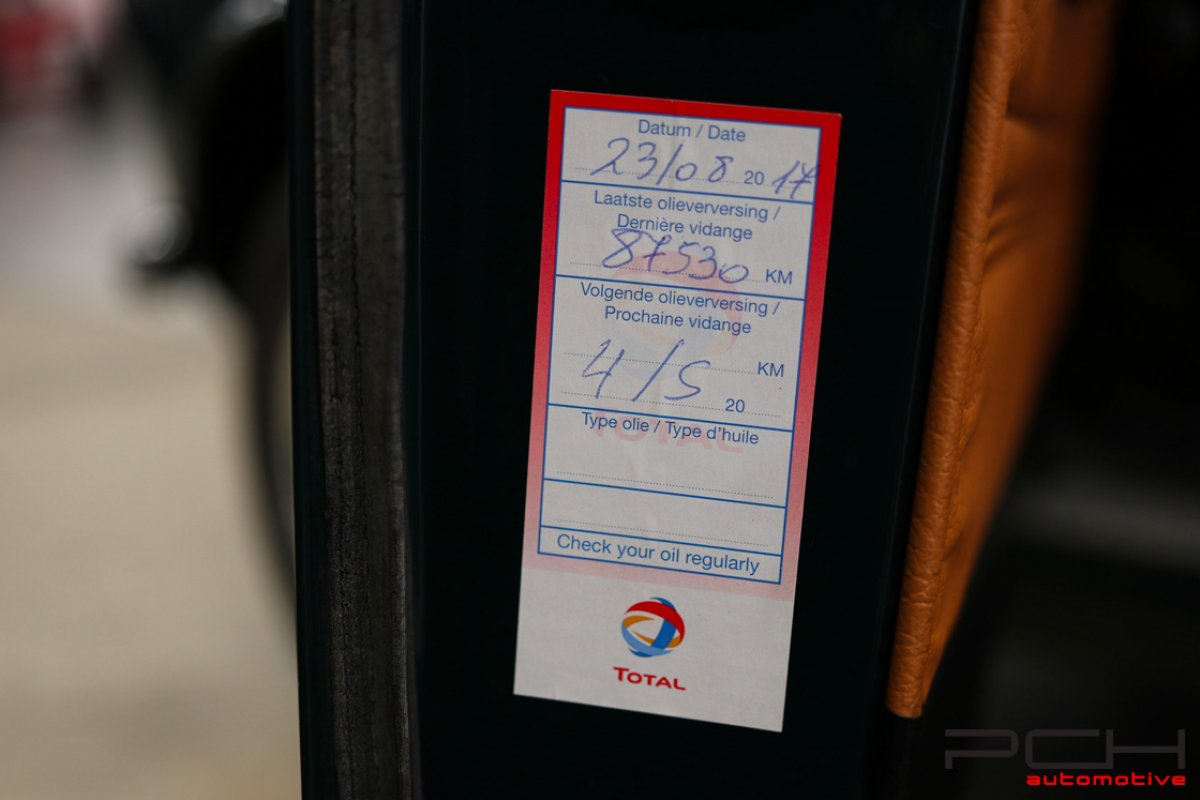 Datum / Date
23/08 2017
Laatste olieverversing /
Dernière vidange
87530 KM
Volgende olieverversing /
Prochaine vidange
KM
4/5 20
Type olie / Type d'huile
Check your oil regularly
TOTAL
TOTAL
PCH
automotive